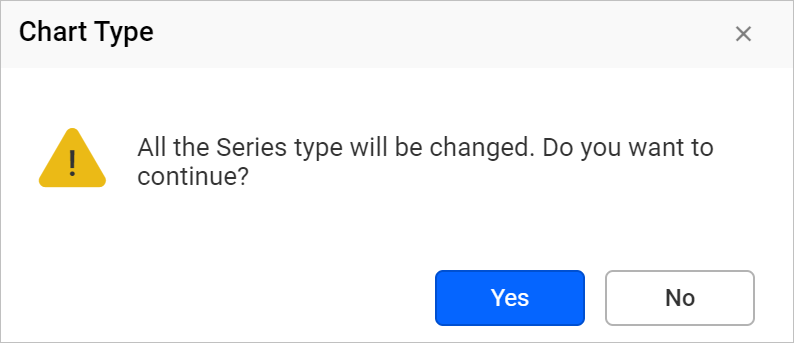 Chart Type
All the Series type will be changed. Do you want to
continue?
Yes
No